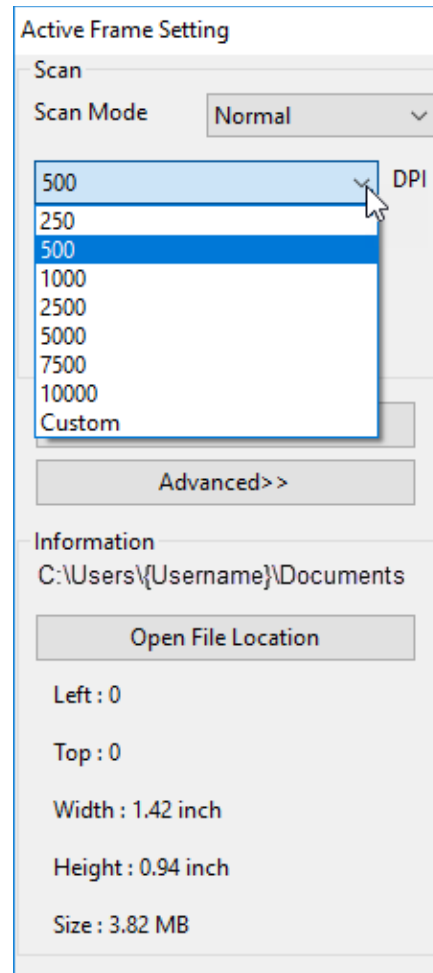 Active Frame Setting
Scan
Scan Mode Normal
500 DPI
250
500
1000
2500
5000
7500
10000
Custom
Advanced>>
Information
C:\Users\{Username}\Documents
Open File Location
Left : 0
Top : 0
Width : 1.42 inch
Height : 0.94 inch
Size : 3.82 MB